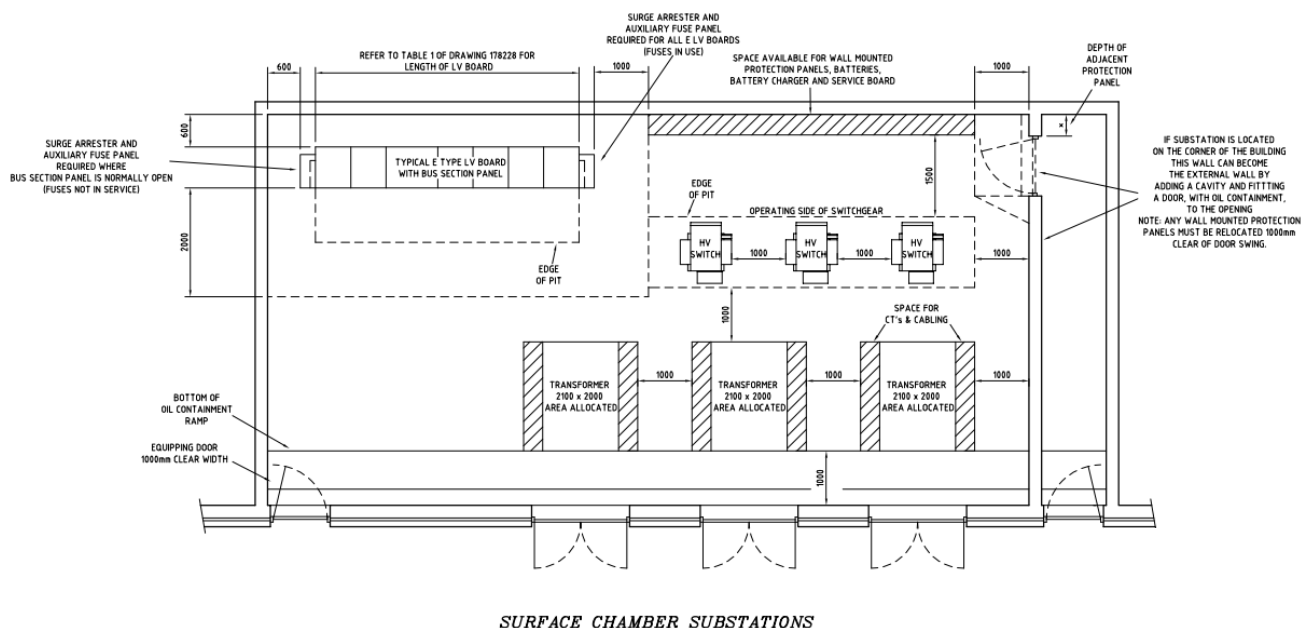 SURGE ARRESTER AND
AUXILIARY FUSE PANEL
REQUIRED FOR ALL E LV BOARDS
(FUSES IN USE)
REFER TO TABLE 1 OF DRAWING 178228 FOR
LENGTH OF LV BOARD
600
1000
SPACE AVAILABLE FOR WALL MOUNTED
PROTECTION PANELS, BATTERIES,
BATTERY CHARGER AND SERVICE BOARD
1000
DEPTH OF
ADJACENT
PROTECTION
PANEL
600
SURGE ARRESTER AND
AUXILIARY FUSE PANEL
REQUIRED WHERE
BUS SECTION PANEL IS NORMALLY OPEN
(FUSES NOT IN SERVICE)
TYPICAL E TYPE LV BOARD
WITH BUS SECTION PANEL
2000
EDGE
OF PIT
EDGE
OF PIT
OPERATING SIDE OF SWITCHGEAR
1500
HV
SWITCH
HV
SWITCH
HV
SWITCH
1000
1000
1000
*
IF SUBSTATION IS LOCATED
ON THE CORNER OF THE BUILDING
THIS WALL CAN BECOME
THE EXTERNAL WALL BY
ADDING A CAVITY AND FITTTING
A DOOR, WITH OIL CONTAINMENT,
TO THE OPENING
NOTE: ANY WALL MOUNTED PROTECTION
PANELS MUST BE RELOCATED 1000mm
CLEAR OF DOOR SWING.
1000
SPACE FOR
CT's & CABLING
TRANSFORMER
2100 x 2000
AREA ALLOCATED
1000
TRANSFORMER
2100 x 2000
AREA ALLOCATED
1000
TRANSFORMER
2100 x 2000
AREA ALLOCATED
1000
BOTTOM OF
OIL CONTAINMENT
RAMP
EQUIPPING DOOR
1000mm CLEAR WIDTH
1000
SURFACE CHAMBER SUBSTATIONS